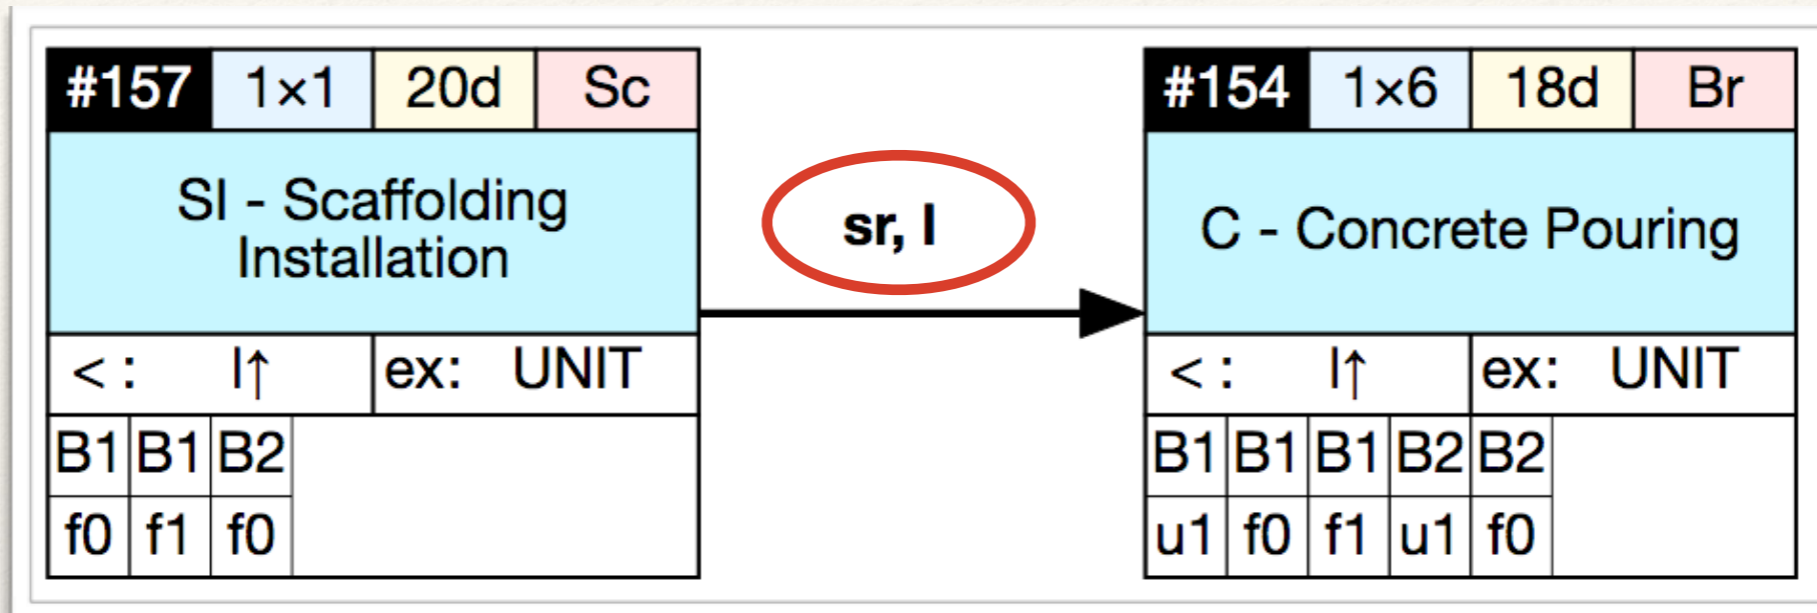 #157 1×1 20d Sc
SI - Scaffolding
Installation
< : l↑ ex: UNIT
B1 B1 B2
f0 f1 f0
sr, l
#154 1×6 18d Br
C - Concrete Pouring
< : l↑ ex: UNIT
B1 B1 B1 B2 B2
u1 f0 f1 u1 f0